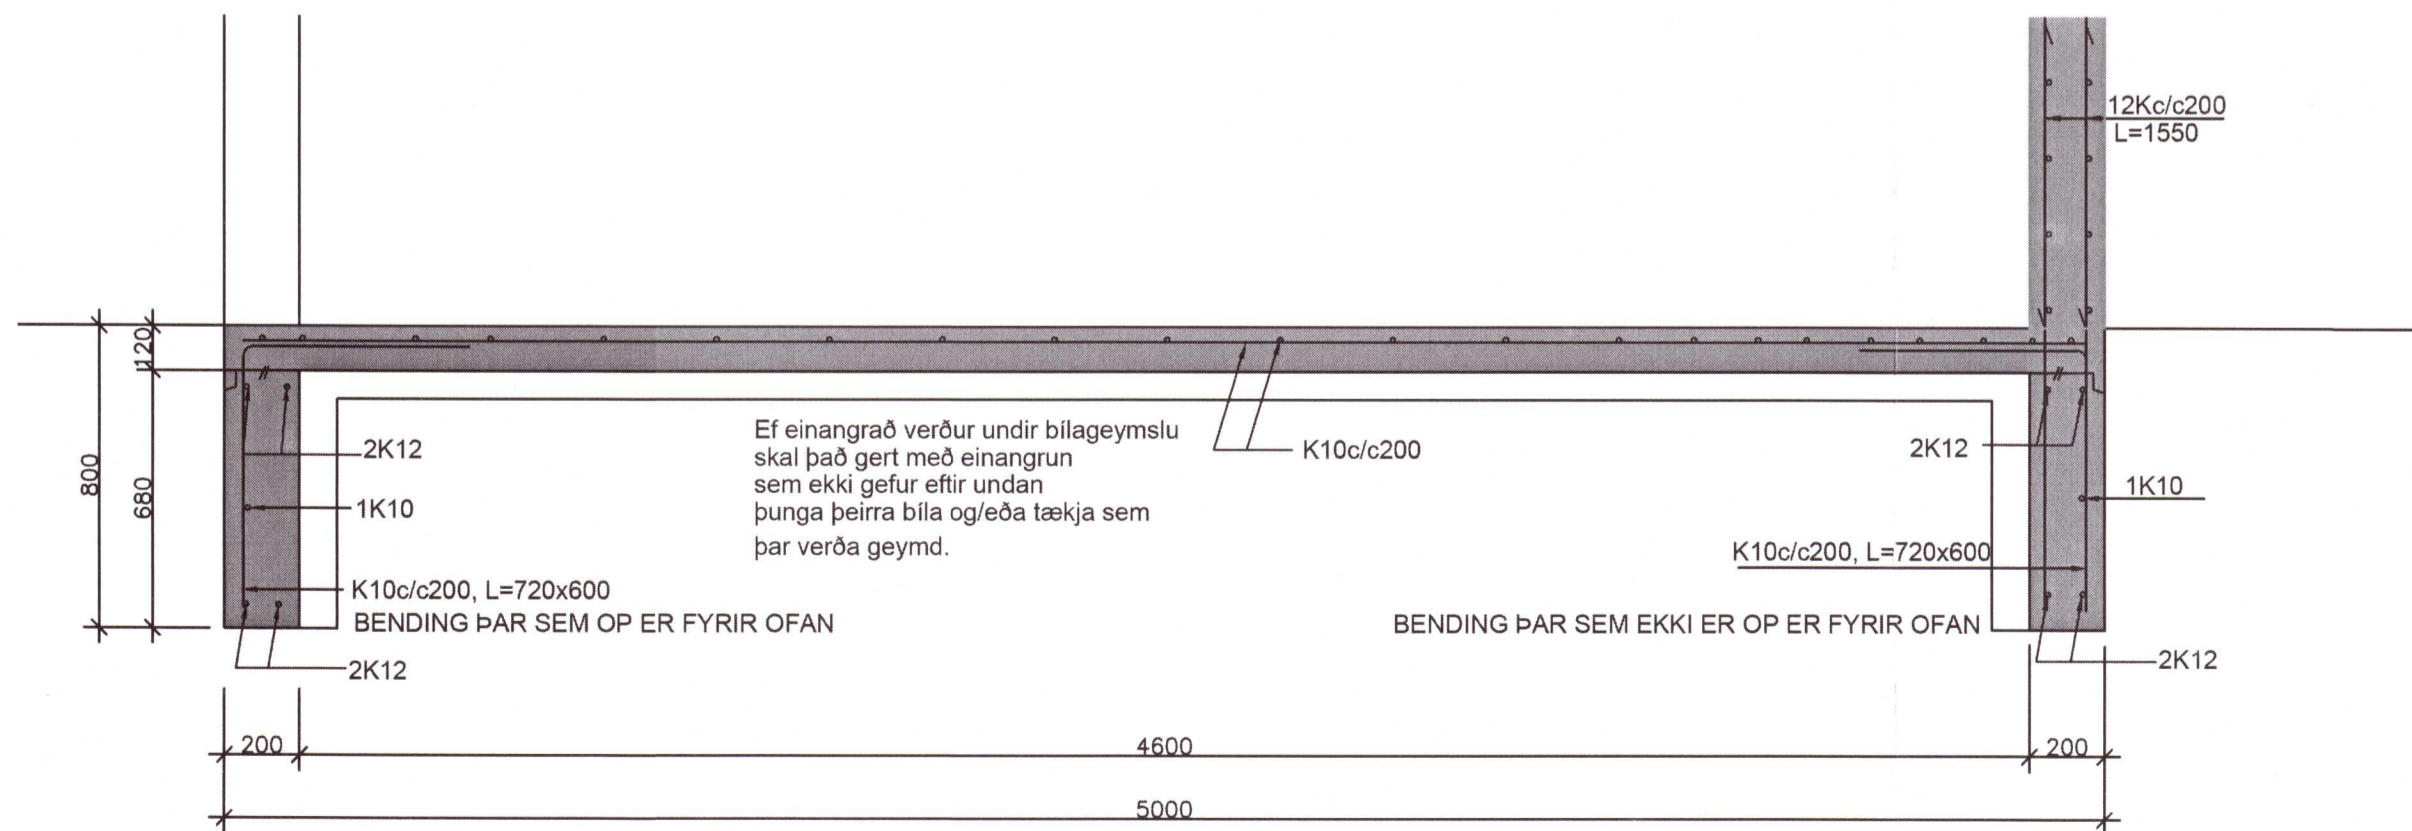 12Kc/c200
L=1550
120
800
680
2K12
1K10
K10c/c200, L=720x600
BENDING ÞAR SEM OP ER FYRIR OFAN
2K12
Ef einangrað verður undir bílageymslu
skal það gert með einangrun
sem ekki gefur eftir undan
þunga þeirra bíla og/eða tækja sem
þar verða geymd.
K10c/c200
2K12
1K10
K10c/c200, L=720x600
BENDING ÞAR SEM EKKI ER OP ER FYRIR OFAN
2K12
200
4600
200
5000